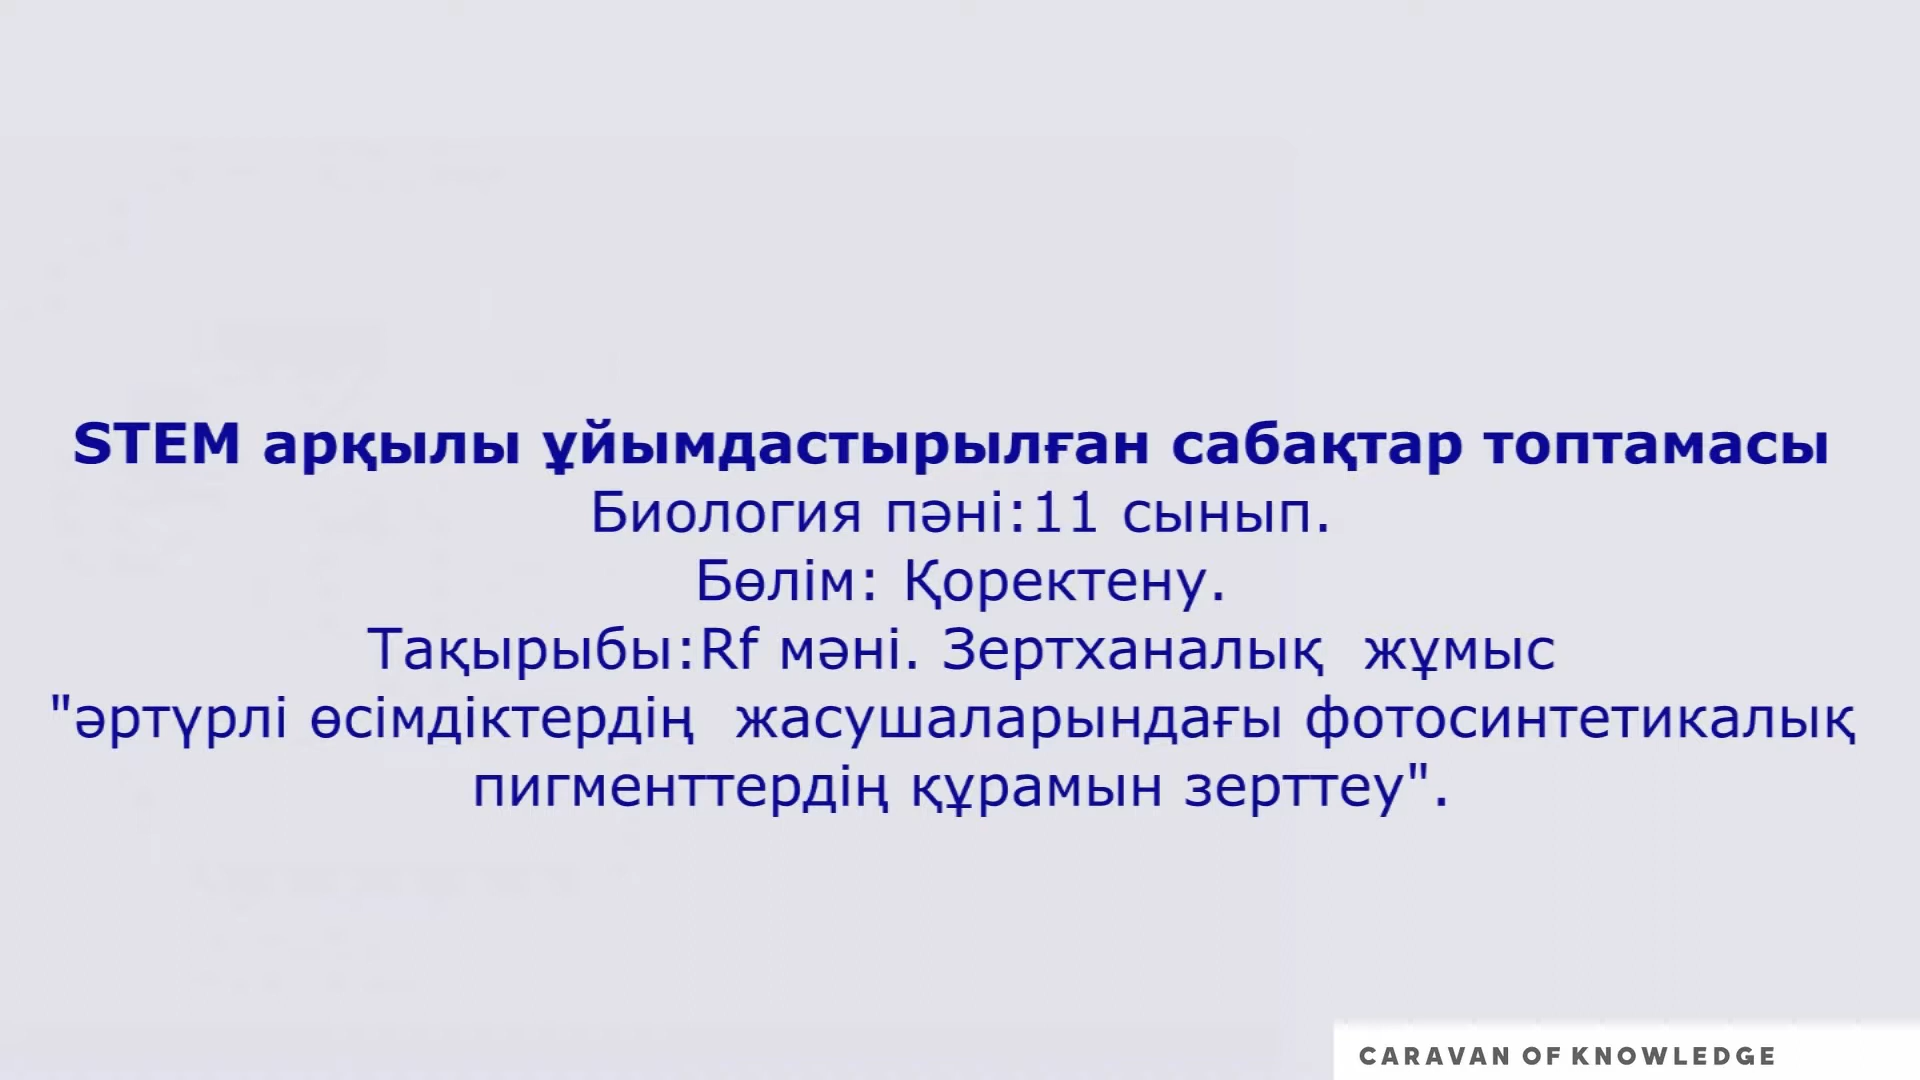 STEM арқылы ұйымдастырылған сабақтар топтамасы
Биология пәні:11 сынып.
Бөлім: Қоректену.
Тақырыбы:Rf мәні. Зертханалық  жұмыс
"әртүрлі өсімдіктердің  жасушаларындағы фотосинтетикалық
пигменттердің құрамын зерттеу".
CARAVAN OF KNOWLEDGE